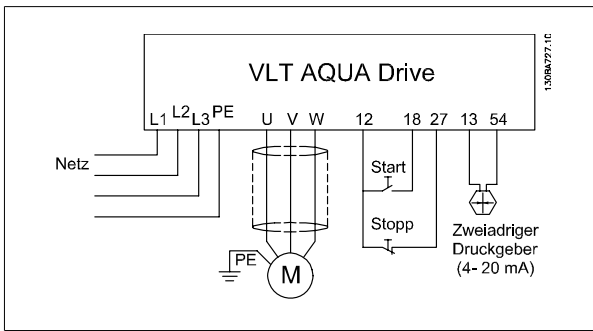 VLT AQUA Drive
130BA727.10
L1 L2 L3 PE U V W 12 18 27 13 54
Netz
Start
Stopp
PE
M
Zweiadriger
Druckgeber
(4- 20 mA)